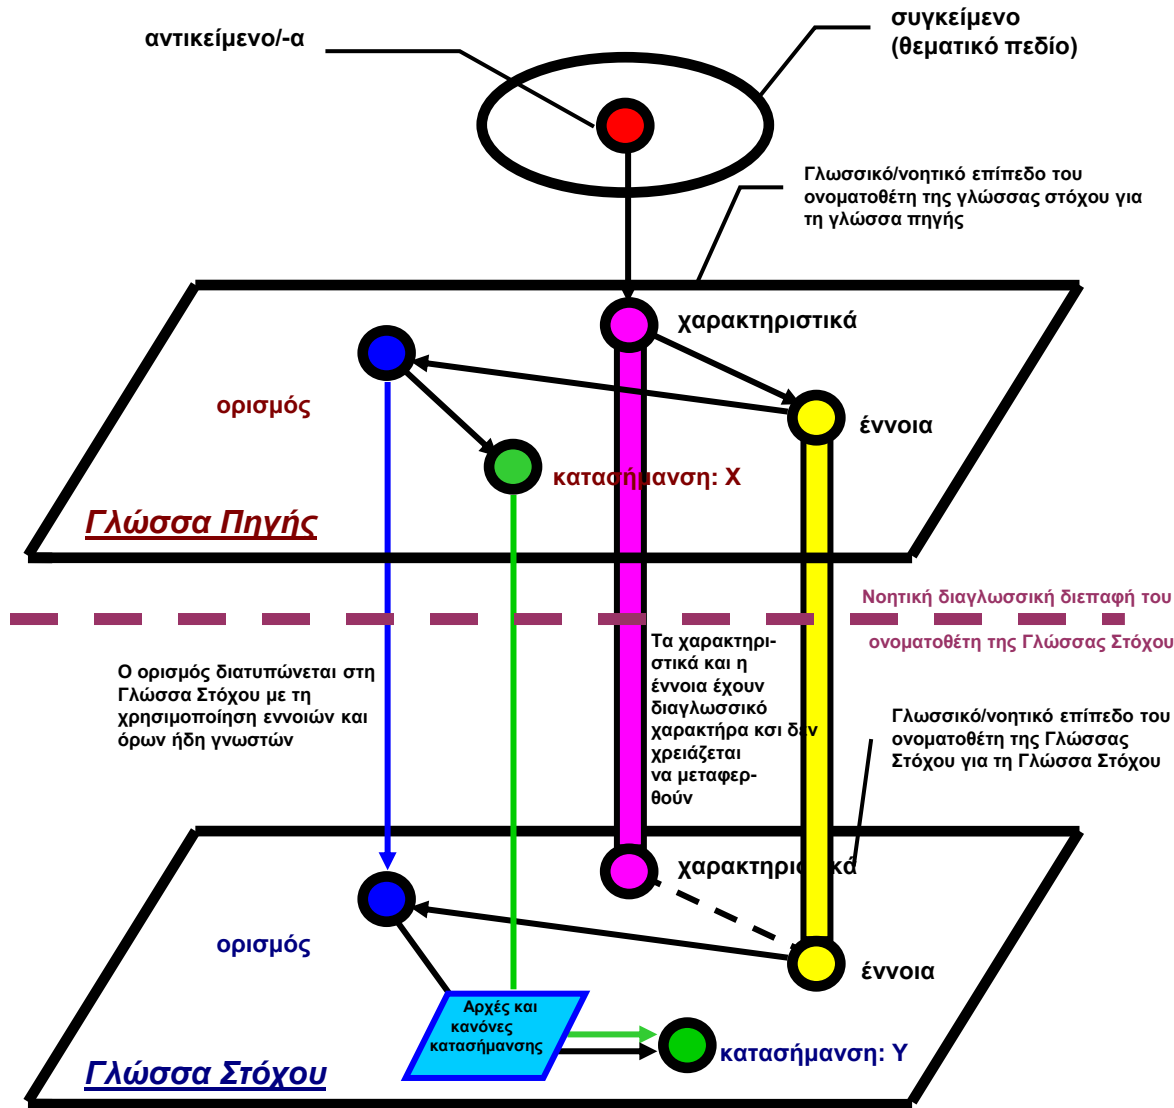 αντικείμενο/-α
συγκείμενο
(θεματικό πεδίο)
Γλωσσικό/νοητικό επίπεδο του
ονοματοθέτη της γλώσσας στόχου για
τη γλώσσα πηγής
χαρακτηριστικά
ορισμός
έννοια
κατασήμανση: Χ
Γλώσσα Πηγής
Νοητική διαγλωσσική διεπαφή του
ονοματοθέτη της Γλώσσας Στόχου
Ο ορισμός διατυπώνεται στη
Γλώσσα Στόχου με τη
χρησιμοποίηση εννοιών και
όρων ήδη γνωστών
Τα χαρακτηρι-
στικά και η
έννοια έχουν
διαγλωσσικό
χαρακτήρα κσι δεν
χρειάζεται
να μεταφερ-
θούν
Γλωσσικό/νοητικό επίπεδο του
ονοματοθέτη της Γλώσσας
Στόχου για τη Γλώσσα Στόχου
χαρακτηριστικά
ορισμός
έννοια
Αρχές και
κανόνες
κατασήμανσης
κατασήμανση: Υ
Γλώσσα Στόχου